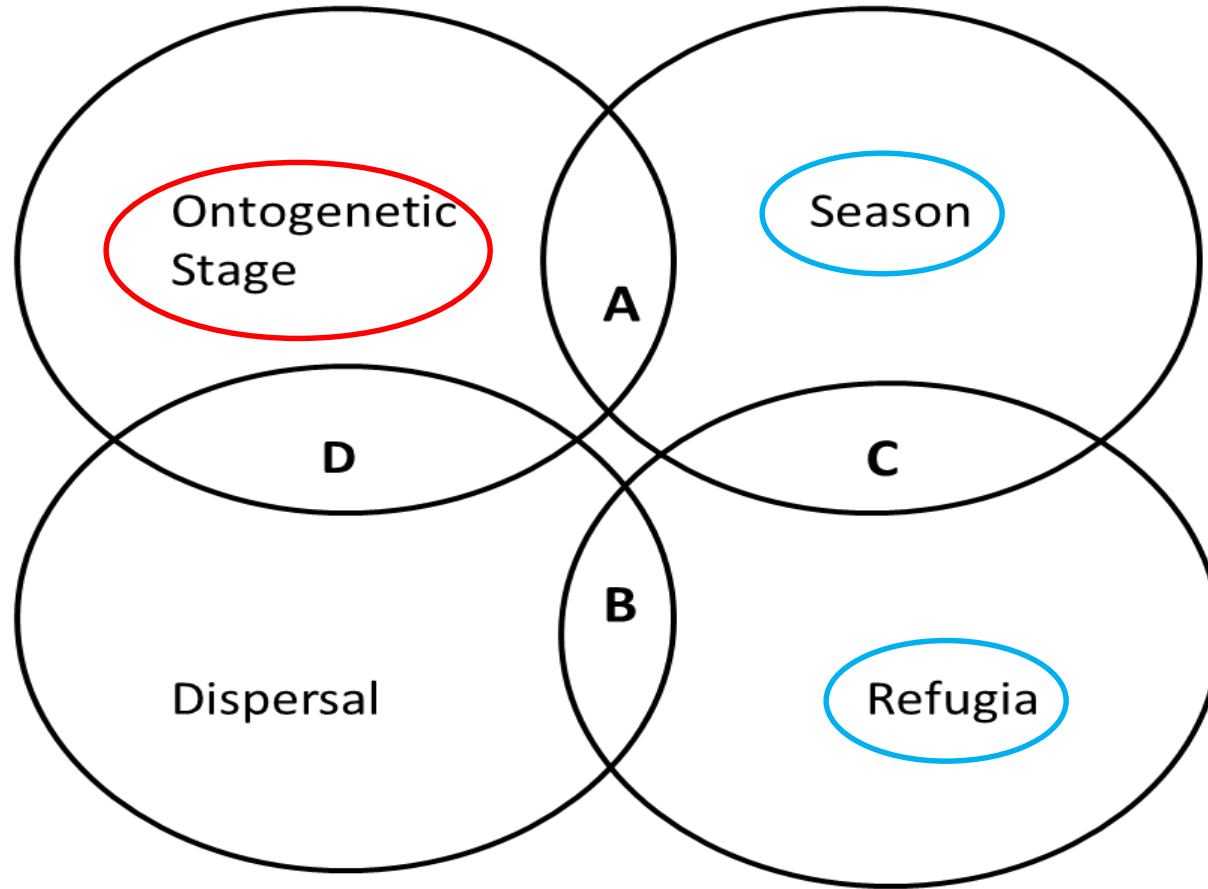 Ontogenetic
Stage
Season
A
D
C
B
Dispersal
Refugia